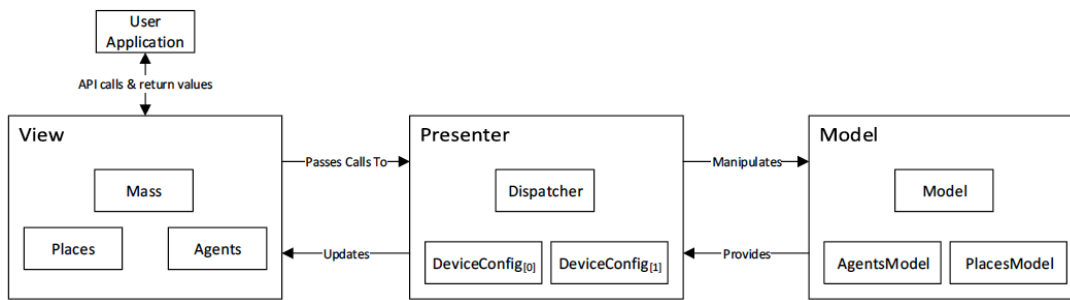 User
Application
API calls & return values
View
Mass
Places
Agents
Passes Calls To
Updates
Presenter
Dispatcher
DeviceConfig[0]
DeviceConfig[1]
Manipulates
Provides
Model
Model
AgentsModel
PlacesModel